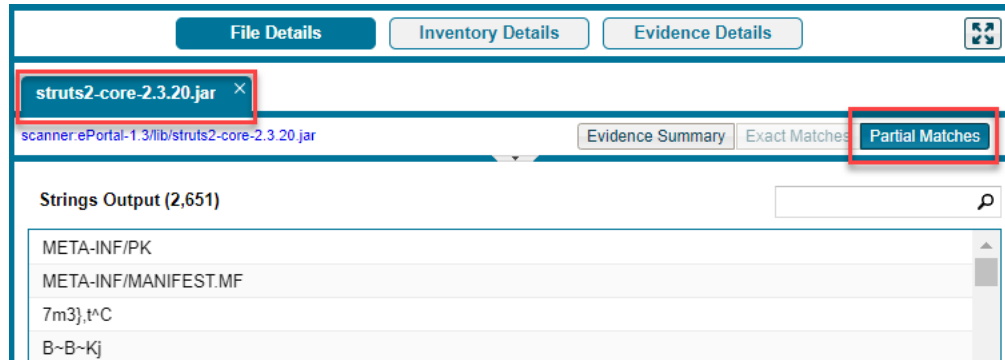 File Details Inventory Details Evidence Details
struts2-core-2.3.20.jar ×
scanner:ePortal-1.3/lib/struts2-core-2.3.20.jar Evidence Summary Exact Matches Partial Matches
Strings Output (2,651)
META-INF/PK
META-INF/MANIFEST.MF
7m3},t^C
B~B~Kj